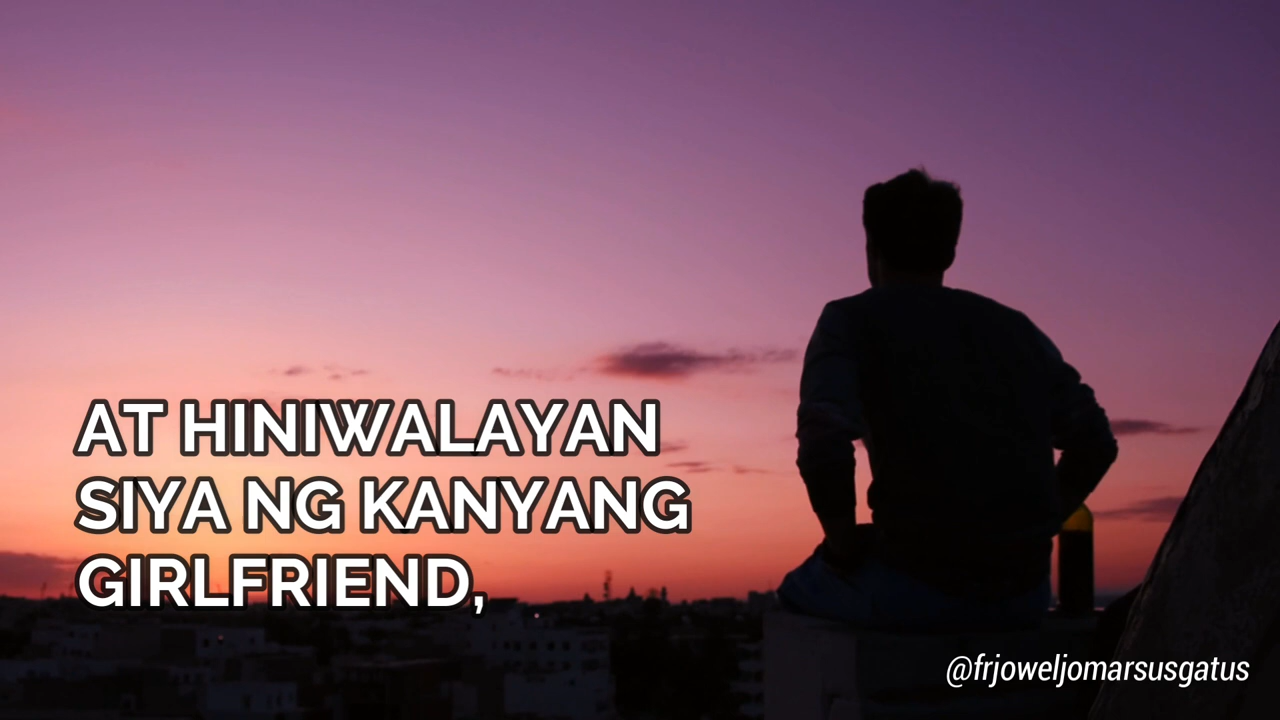 AT HINIWALAYAN
SIYA NG KANYANG
GIRLFRIEND,
@frjoweljomarsusgatus